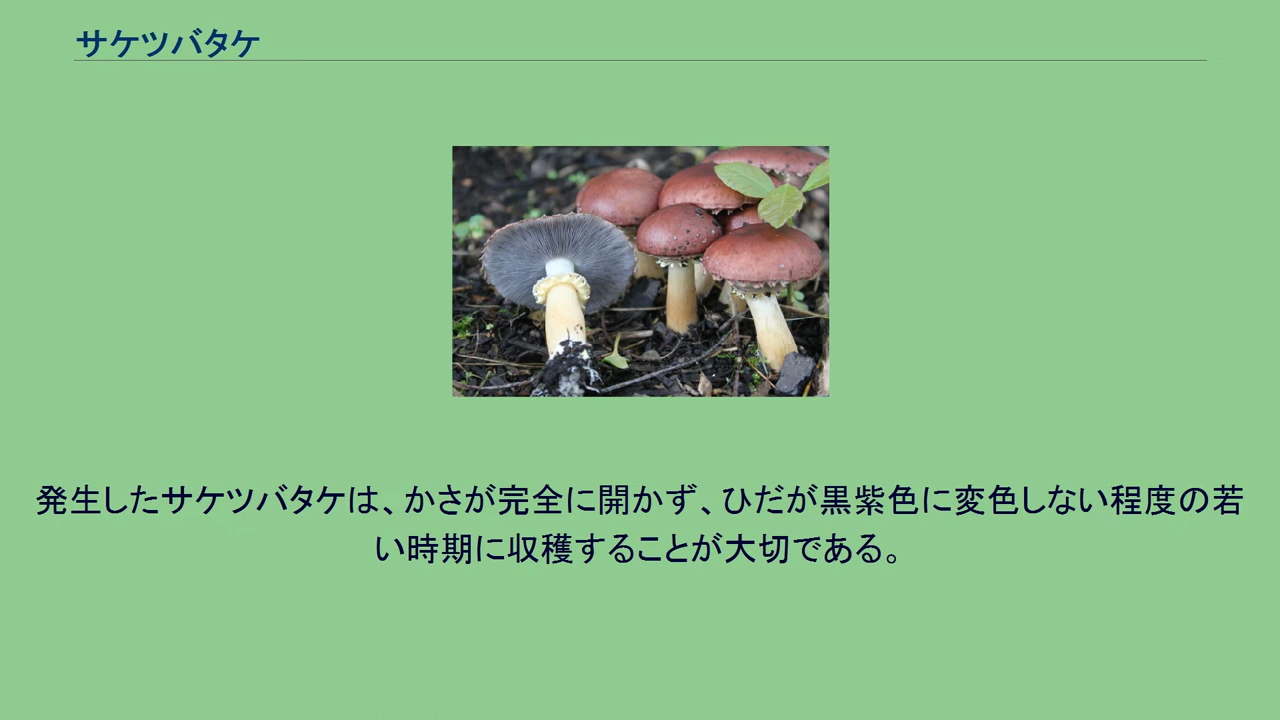 サケツバタケ
発生したサケツバタケは、かさが完全に開かず、ひだが黒紫色に変色しない程度の若
い時期に収穫することが大切である。